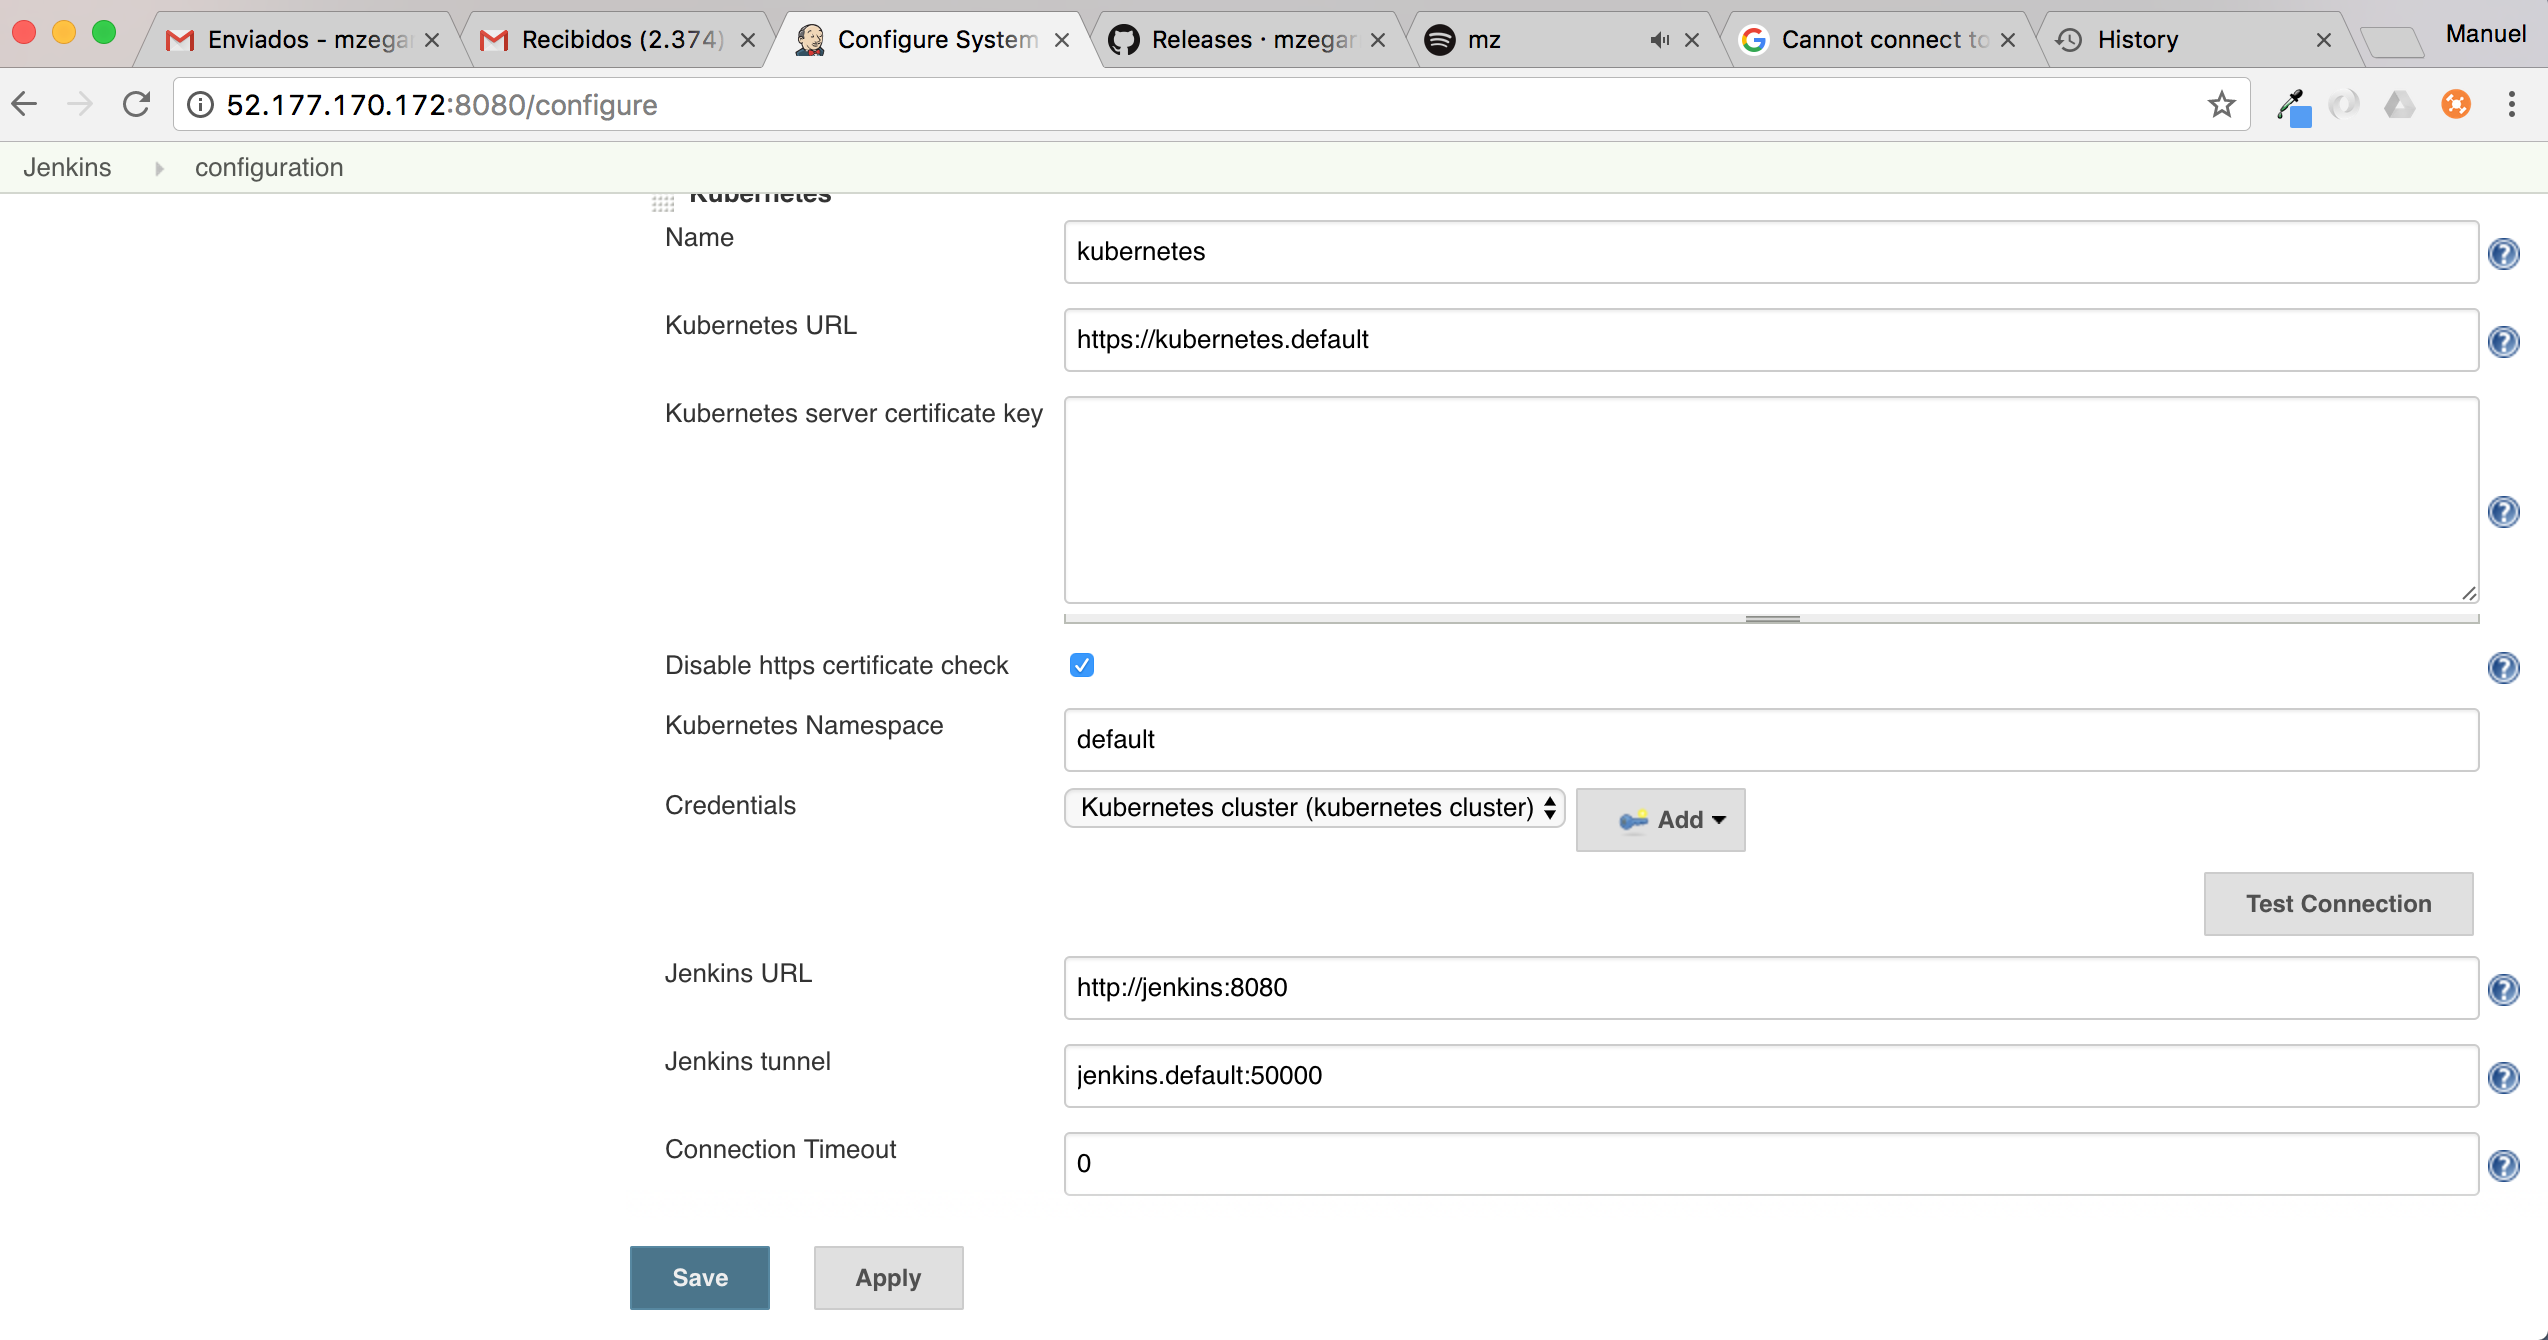 Enviados - mzegar
Recibidos (2.374)
Configure System
Releases · mzegar
mz
Cannot connect to
History
Manuel
52.177.170.172:8080/configure
Jenkins
configuration
Kubernetes
Name
kubernetes
Kubernetes URL
https://kubernetes.default
Kubernetes server certificate key
Disable https certificate check
Kubernetes Namespace
default
Credentials
Kubernetes cluster (kubernetes cluster)
Add
Test Connection
Jenkins URL
http://jenkins:8080
Jenkins tunnel
jenkins.default:50000
Connection Timeout
0
Save
Apply